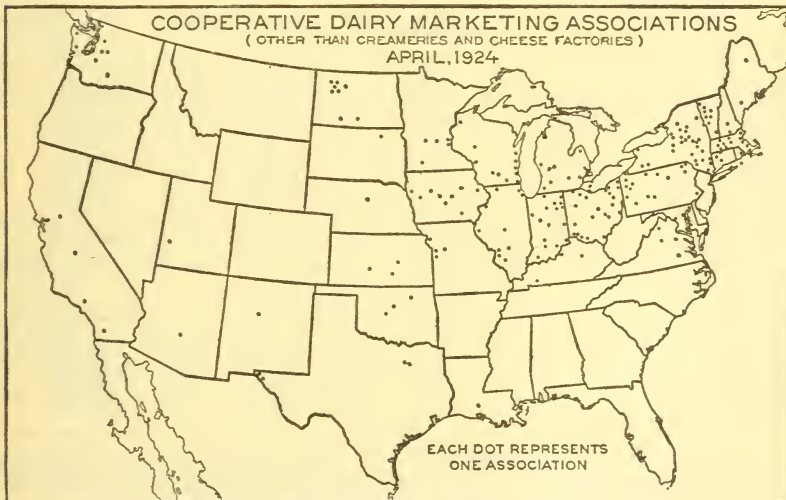 COOPERATIVE DAIRY MARKETING ASSOCIATIONS
( OTHER THAN CREAMERIES AND CHEESE FACTORIES )
APRIL, 1924
EACH DOT REPRESENTS
ONE ASSOCIATION